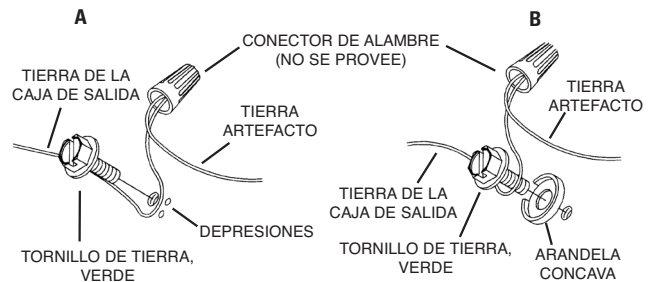 A
B
CONECTOR DE ALAMBRE
(NO SE PROVEE)
TIERRA DE LA
CAJA DE SALIDA
TIERRA
ARTEFACTO
DEPRESIONES
TORNILLO DE TIERRA,
VERDE
TIERRA
ARTEFACTO
TIERRA DE LA
CAJA DE SALIDA
TORNILLO DE TIERRA,
VERDE
ARANDELA
CONCAVA